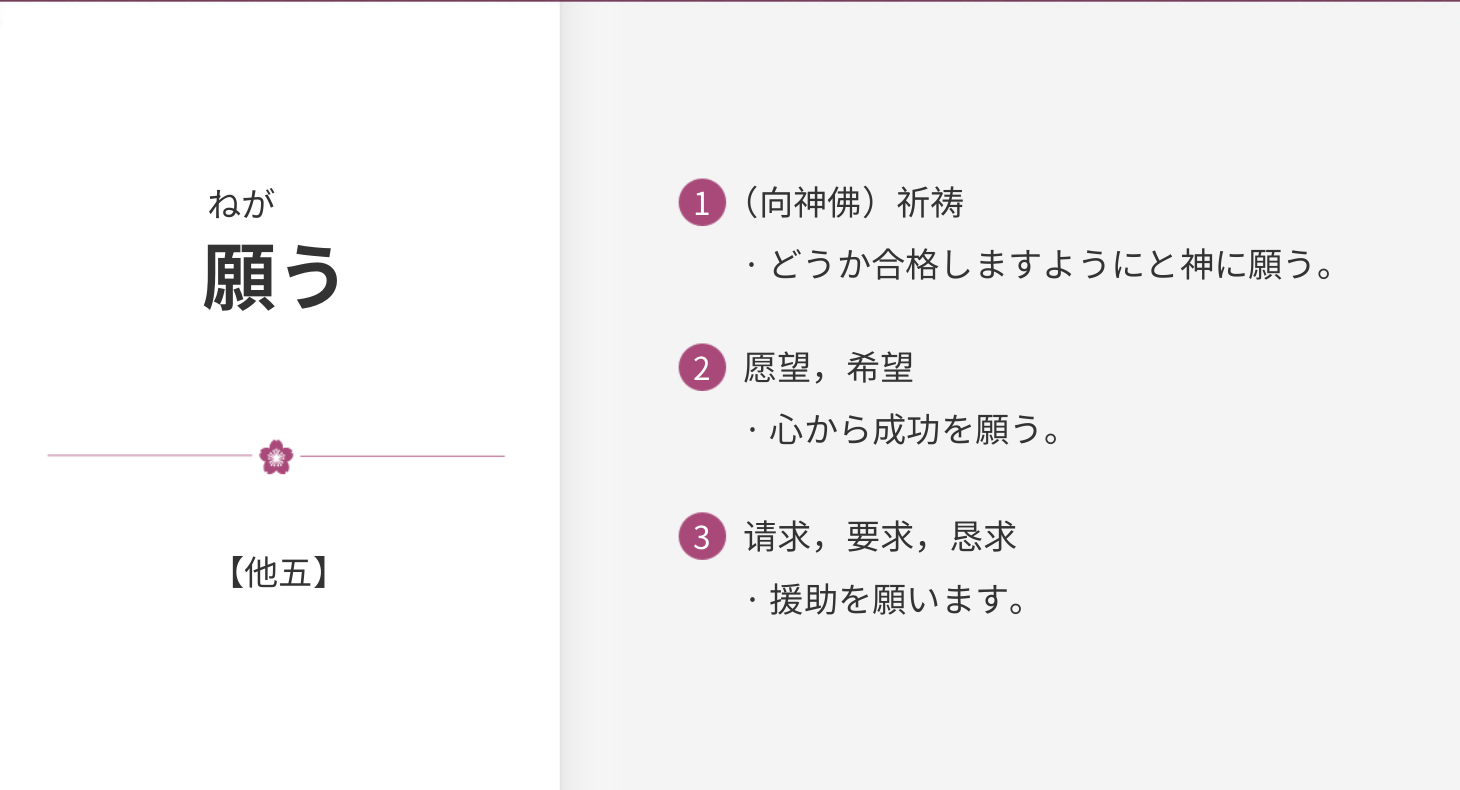 ねが
願う
【他五】
1 （向神佛）祈祷
· どうか合格しますようにと神に願う。
2 愿望，希望
· 心から成功を願う。
3 请求，要求，恳求
· 援助を願います。